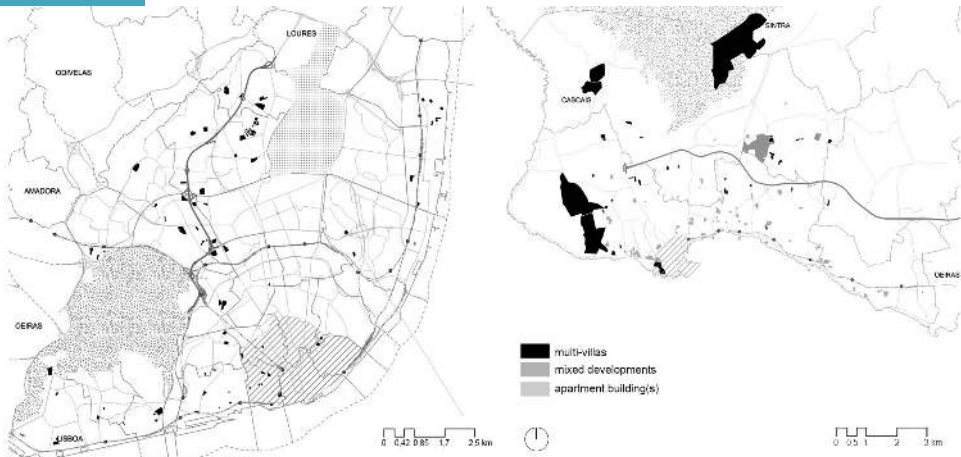 LOURES
ODIVELAS
AMADORA
OEIRAS
LISBOA
0 0,42 0,85 1,7 2,5 km
SINTRA
CASCAIS
OEIRAS
multi-villas
mixed developments
apartment building(s)
0 0,5 1 2 3 km